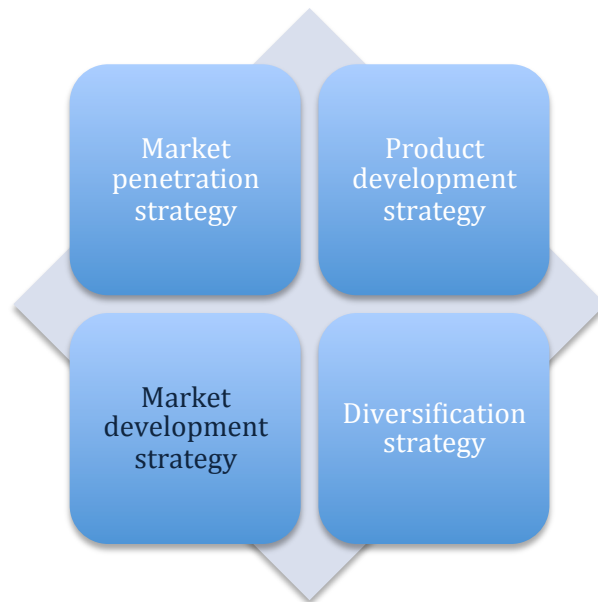 Market
penetration
strategy
Product
development
strategy
Market
development
strategy
Diversification
strategy